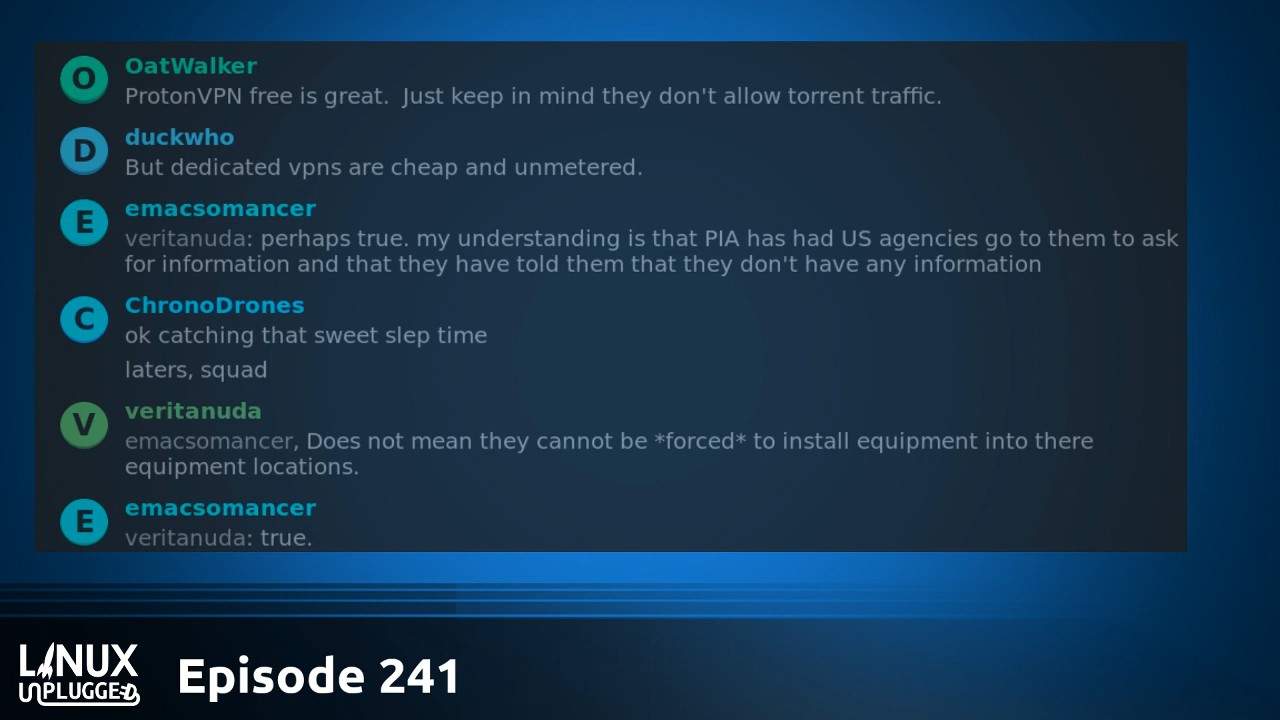 O
OatWalker
ProtonVPN free is great.  Just keep in mind they don't allow torrent traffic.
D
duckwho
But dedicated vpns are cheap and unmetered.
E
emacsomancer
veritanuda: perhaps true. my understanding is that PIA has had US agencies go to them to ask
for information and that they have told them that they don't have any information
C
ChronoDrones
ok catching that sweet slep time
laters, squad
V
veritanuda
emacsomancer, Does not mean they cannot be *forced* to install equipment into there
equipment locations.
E
emacsomancer
veritanuda: true.
LINUX
UNPLUGGED
Episode 241